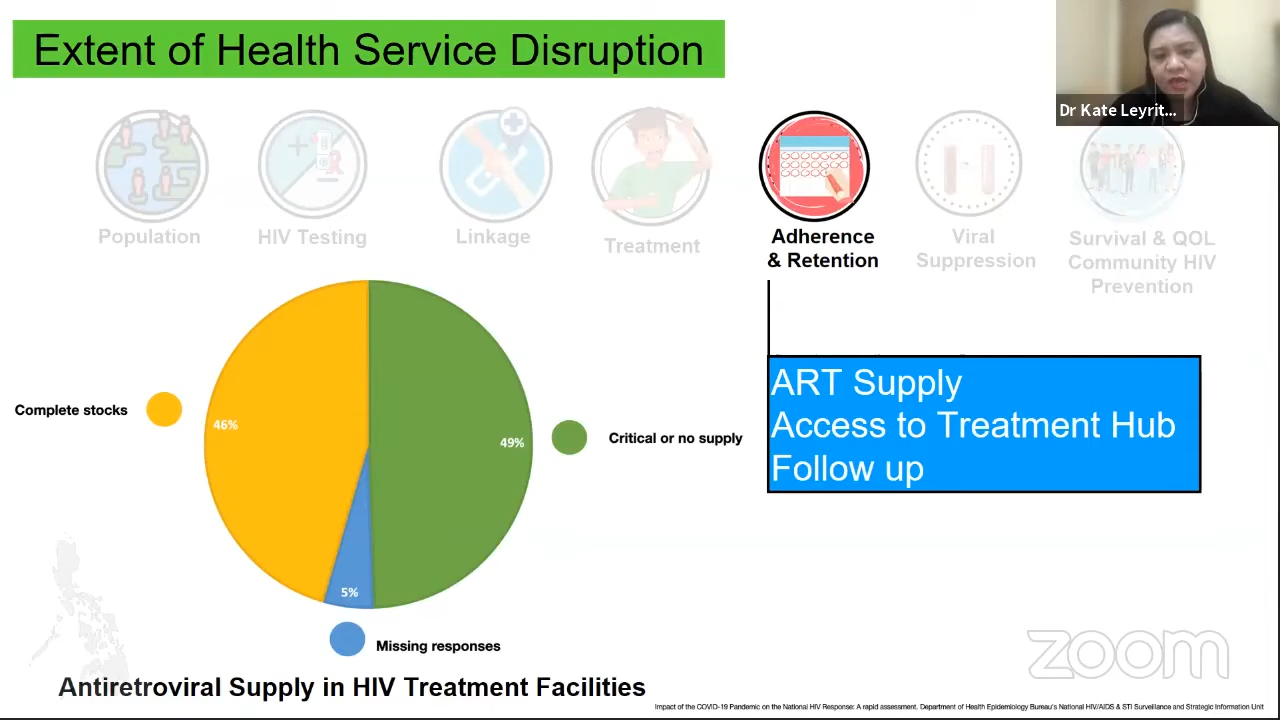 Extent of Health Service Disruption
Dr Kate Leyrit...
Population
HIV Testing
Linkage
Treatment
Adherence
& Retention
Viral
Suppression
Survival & QOL
Community HIV
Prevention
Complete stocks
46%
49%
Critical or no supply
5%
Missing responses
ART Supply
Access to Treatment Hub
Follow up
Antiretroviral Supply in HIV Treatment Facilities
zoom
Impact of the COVID-19 Pandemic on the National HIV Response: A rapid assessment. Department of Health Epidemiology Bureau's National HIV/AIDS & STI Surveillance and Strategic Information Unit